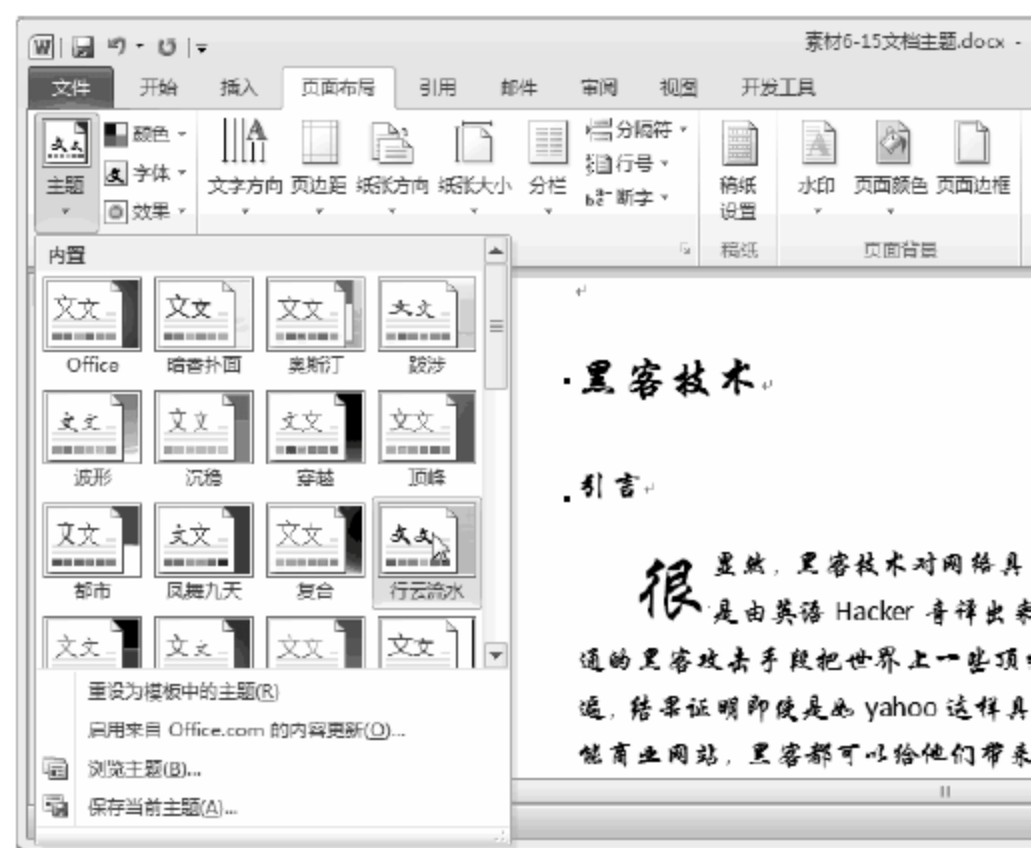 素材6-15文档主题.docx -
文件 开始 插入 页面布局 引用 邮件 审阅 视图 开发工具
颜色 分隔符
字体 行号
主题 文字方向 页边距 纸张方向 纸张大小 分栏 稿纸 水印 页面颜色 页面边框
效果 断字 设置
稿纸 页面背景
内置
Office 暗香扑面 奥斯汀 跋涉
波形 沉稳 穿越 顶峰
都市 凤舞九天 复合 行云流水
重设为模板中的主题(R)
启用来自 Office.com 的内容更新(O)...
浏览主题(B)...
保存当前主题(A)...
黑客技术
引言
很显然，黑客技术对网络具
是由英语 Hacker 音译出来
通的黑客攻击手段把世界上一些顶
遍，结果证明即使是如 yahoo 这样具
能商业网站，黑客都可以给他们带来